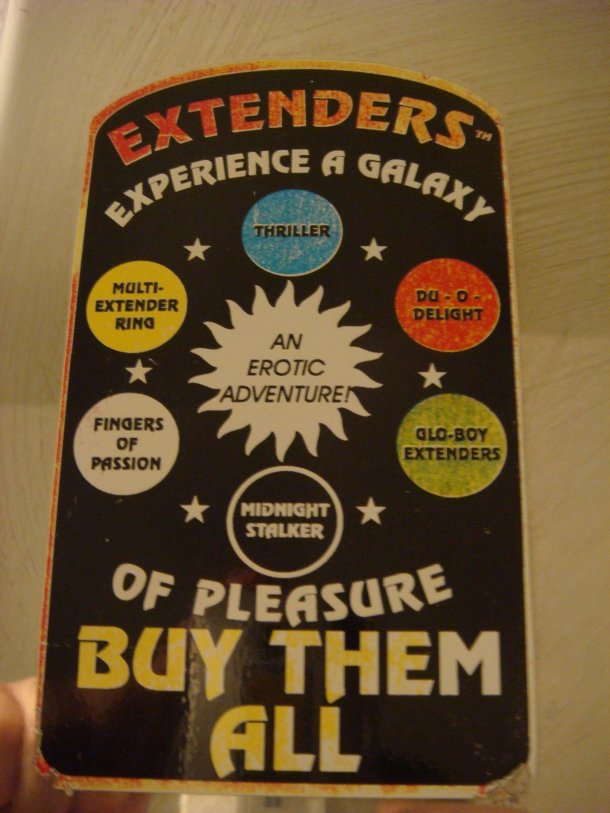 EXTENDERS™
EXPERIENCE A GALAXY
THRILLER
MULTI-
EXTENDER
RING
DU-O-
DELIGHT
AN
EROTIC
ADVENTURE!
FINGERS
OF
PASSION
GLO-BOY
EXTENDERS
MIDNIGHT
STALKER
OF PLEASURE
BUY THEM
ALL